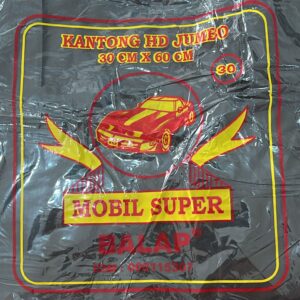 KANTONG HD JUMBO
30 CM X 60 CM
30
MOBIL SUPER
BALAP